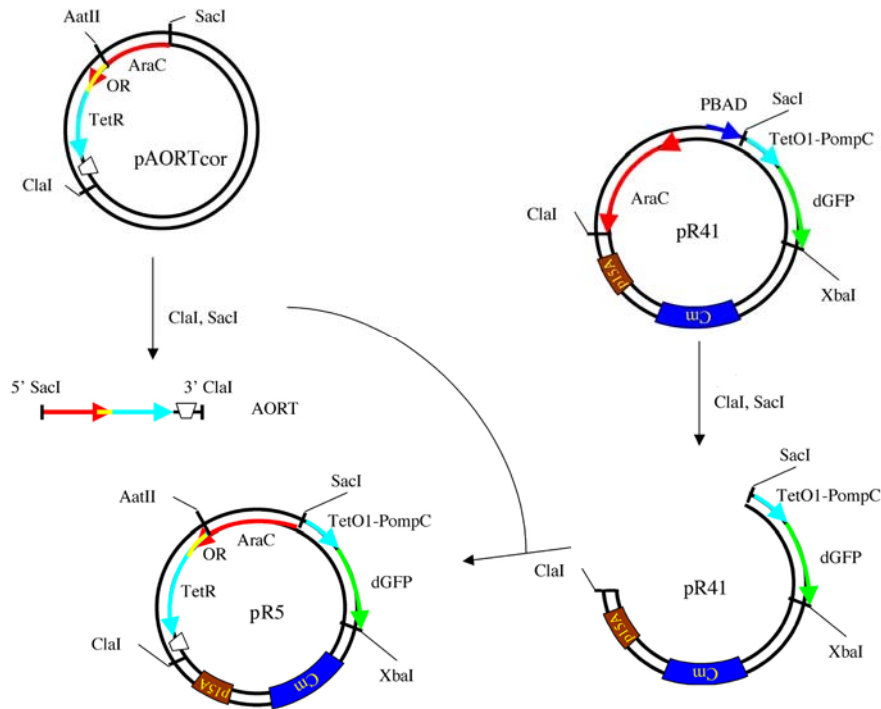 AatII
SacI
AraC
OR
TetR
pAORTcor
ClaI
ClaI, SacI
5' SacI
3' ClaI
AORT
PBAD
SacI
TetO1-PompC
AraC
dGFP
ClaI
pR41
p15A
XbaI
Cm
ClaI, SacI
AatII
SacI
TetO1-PompC
OR
AraC
TetR
dGFP
pR5
ClaI
XbaI
p15A
Cm
SacI
TetO1-PompC
dGFP
ClaI
pR41
p15A
XbaI
Cm